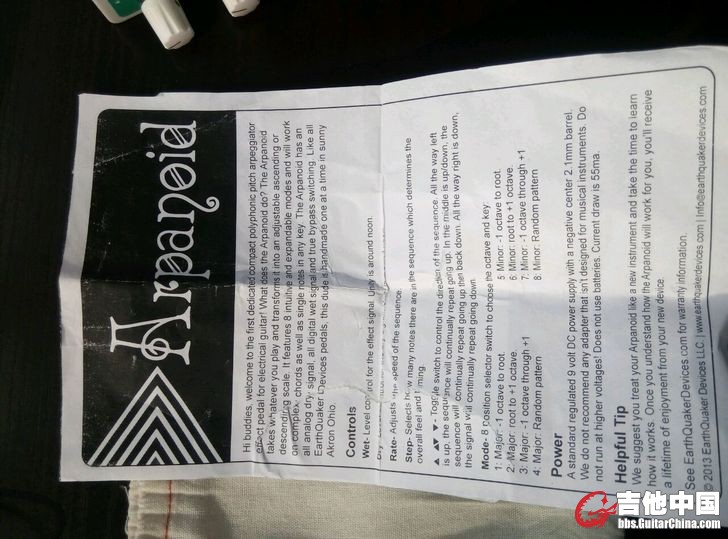 Arpanoid
Hi buddies, welcome to the first dedicated compact polyphonic pitch arpeggiator
effect pedal for electrical guitar! What does the Arpanoid do? The Arpanoid
takes whatever you play and transforms it into an adjustable ascending or
descending scale. It features 8 intuitive and expandable modes and will work
on complex chords as well as single notes in any key. The Arpanoid has an
all analog dry signal, all digital wet signal and true bypass switching. Like all
EarthQuaker Devices pedals, this dude is handmade one at a time in sunny
Akron Ohio.
Controls
Wet- Level control for the effect signal. Unity is around noon.
Rate- Adjusts the speed of the sequence.
Step- Selects how many notes there are in the sequence which determines the
overall feel and timing.
▲ ▲▼ ▼ - Toggle switch to control the direction of the sequence. All the way left
is up, the sequence will continually repeat going up. In the middle is up/down, the
sequence will continually repeat going up then back down. All the way right is down,
the signal will continually repeat going down
Mode- 8 position selector switch to choose the octave and key:
1: Major: -1 octave to root. 5: Minor: -1 octave to root.
2: Major: root to +1 octave. 6: Minor: root to +1 octave.
3: Major: -1 octave through +1 7: Minor: -1 octave through +1
4: Major: Random pattern 8: Minor: Random pattern
Power
A standard regulated 9 volt DC power supply with a negative center 2.1mm barrel.
We do not recommend any adapter that isn't designed for musical instruments. Do
not run at higher voltages! Does not use batteries. Current draw is 55ma.
Helpful Tip
We suggest you treat your Arpanoid like a new instrument and take the time to learn
how it works. Once you understand how the Arpanoid will work for you, you'll receive
a lifetime of enjoyment from your new device.
See EarthQuakerDevices.com for warranty information.
© 2013 EarthQuaker Devices LLC | www.earthquakerdevices.com | info@earthquakerdevices.com
吉他中国
bbs.GuitarChina.com